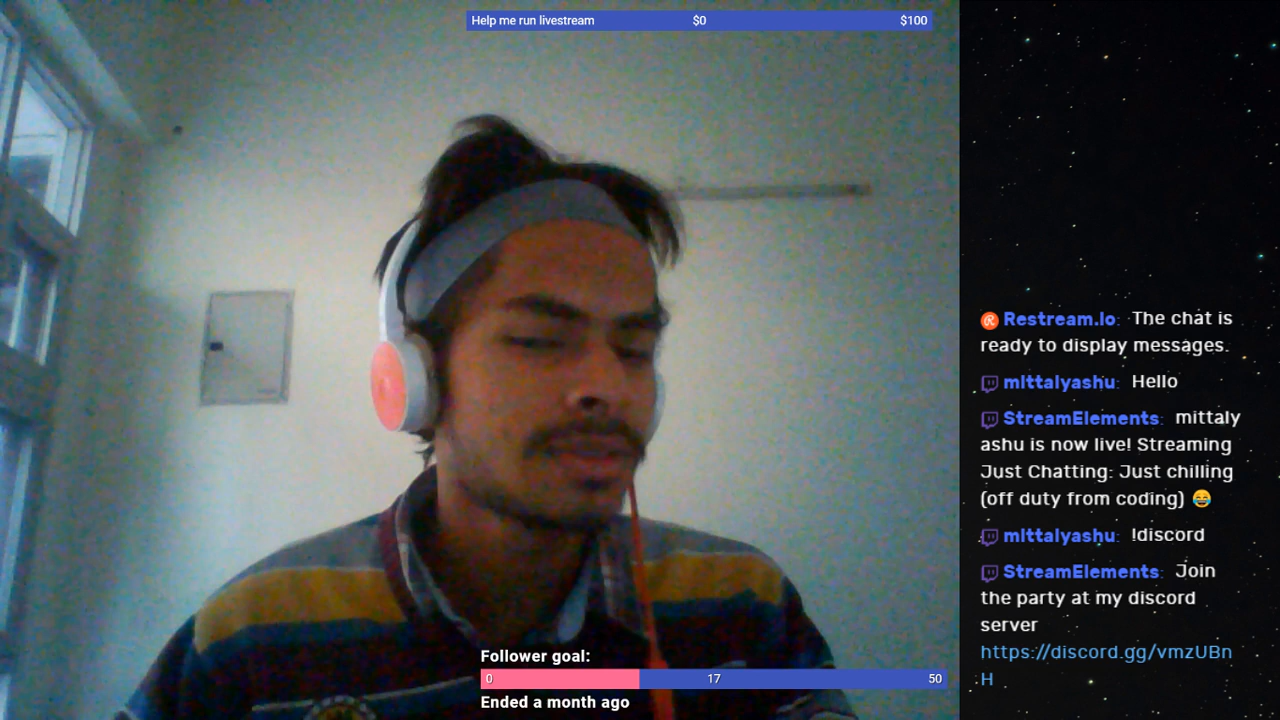 Help me run livestream $0 $100
Restream.io: The chat is
ready to display messages.
mittalyashu: Hello
StreamElements: mittaly
ashu is now live! Streaming
Just Chatting: Just chilling
(off duty from coding) 😂
mittalyashu: !discord
StreamElements: Join
the party at my discord
server
https://discord.gg/vmzUBn
H
Follower goal:
0 17 50
Ended a month ago